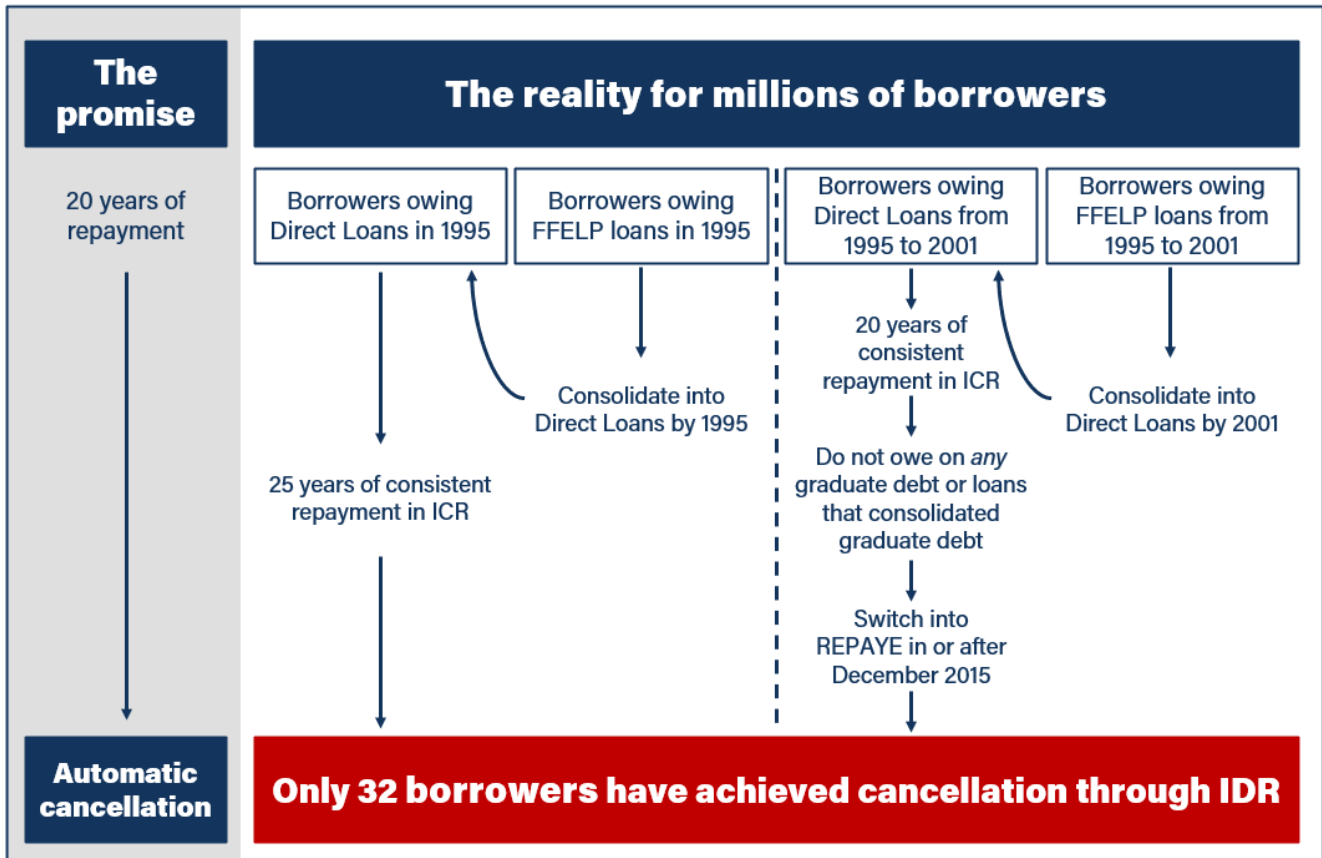 The
promise
The reality for millions of borrowers
20 years of
repayment
Borrowers owing
Direct Loans in 1995
Borrowers owing
FFELP loans in 1995
Borrowers owing
Direct Loans from
1995 to 2001
Borrowers owing
FFELP loans from
1995 to 2001
20 years of
consistent
repayment in ICR
Consolidate into
Direct Loans by 1995
Consolidate into
Direct Loans by 2001
25 years of consistent
repayment in ICR
Do not owe on any
graduate debt or loans
that consolidated
graduate debt
Switch into
REPAYE in or after
December 2015
Automatic
cancellation
Only 32 borrowers have achieved cancellation through IDR